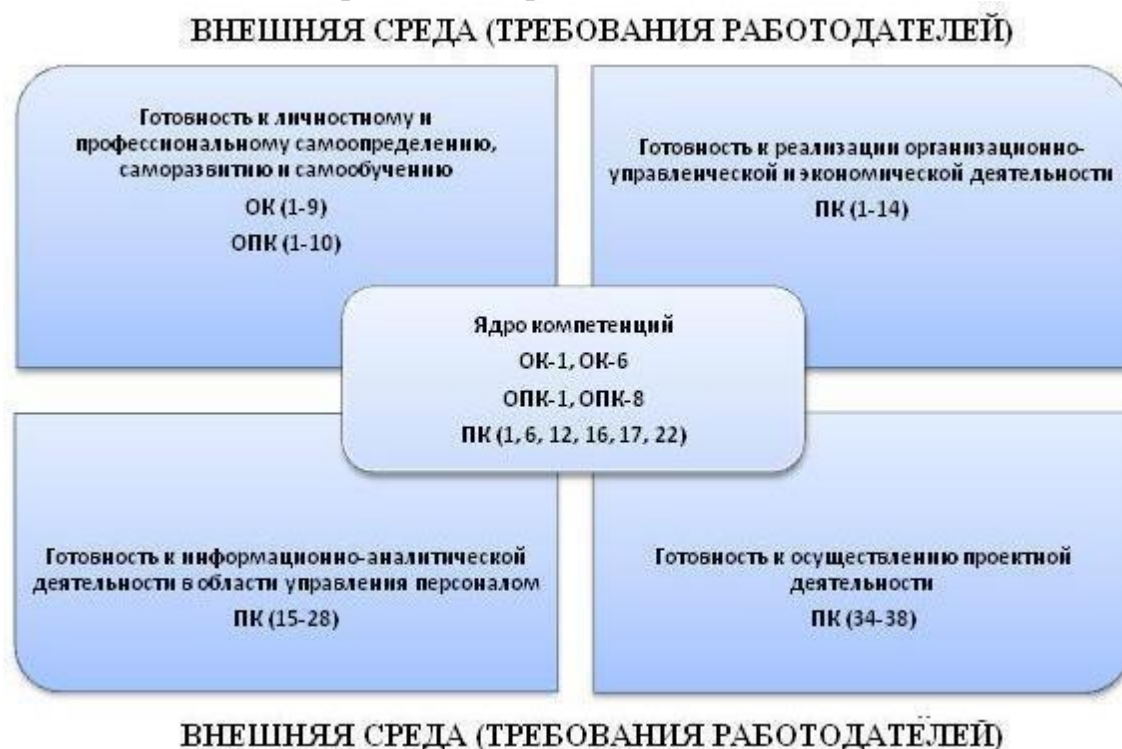 ВНЕШНЯЯ СРЕДА (ТРЕБОВАНИЯ РАБОТОДАТЕЛЕЙ)
Готовность к личностному и
профессиональному самоопределению,
саморазвитию и самообучению
ОК (1-9)
ОПК (1-10)
Готовность к реализации организационно-
управленческой и экономической деятельности
ПК (1-14)
Ядро компетенций
ОК-1, ОК-6
ОПК-1, ОПК-8
ПК (1, 6, 12, 16, 17, 22)
Готовность к информационно-аналитической
деятельности в области управления персоналом
ПК (15-28)
Готовность к осуществлению проектной
деятельности
ПК (34-38)
ВНЕШНЯЯ СРЕДА (ТРЕБОВАНИЯ РАБОТОДАТЕЛЕЙ)